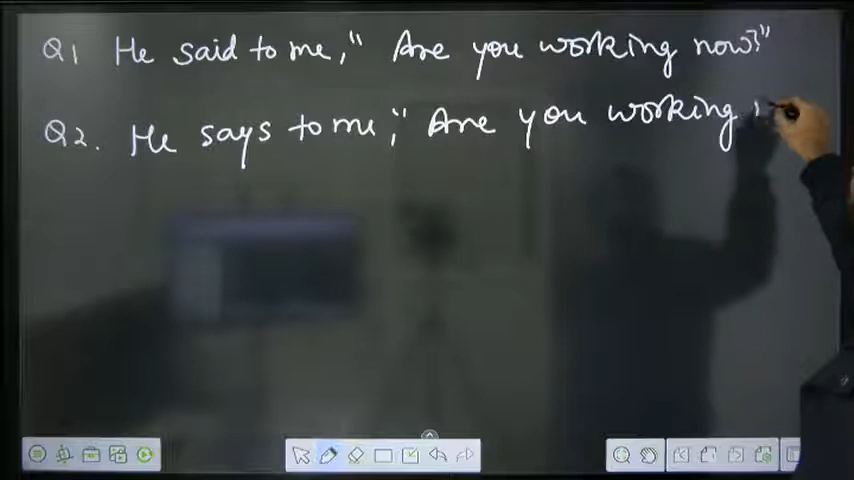 Q1 He said to me," Are you working now?"
Q2. He says to me," Are you working